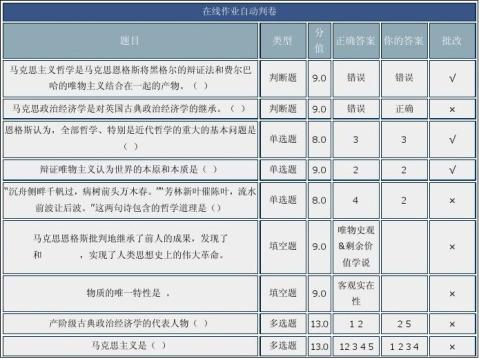 在线作业自动判卷
题目 类型 分值 正确答案 你的答案 批改
马克思主义哲学是马克思恩格斯将黑格尔的辩证法和费尔巴
哈的唯物主义结合在一起的产物。（ ） 判断题 9.0 错误 错误 √
马克思政治经济学是对英国古典政治经济学的继承。（ ） 判断题 9.0 错误 正确 ×
恩格斯认为，全部哲学、特别是近代哲学的重大的基本问题是
（ ） 单选题 8.0 3 3 √
辩证唯物主义认为世界的本原和本质是（ ） 单选题 9.0 2 2 √
“沉舟侧畔千帆过，病树前头万木春。”“芳林新叶催陈叶，流水
前波让后波。”这两句诗包含的哲学道理是（） 单选题 8.0 4 2 ×
马克思恩格斯批判地继承了前人的成果，发现了
和 ，实现了人类思想史上的伟大革命。 填空题 9.0 唯物史观
&剩余价
值学说 ×
物质的唯一特性是 。 填空题 9.0 客观实在
性 ×
产阶级古典政治经济学的代表人物（ ） 多选题 13.0 1 2 2 5 ×
马克思主义是（ ） 多选题 13.0 1 2 3 4 5 1 2 3 4 ×